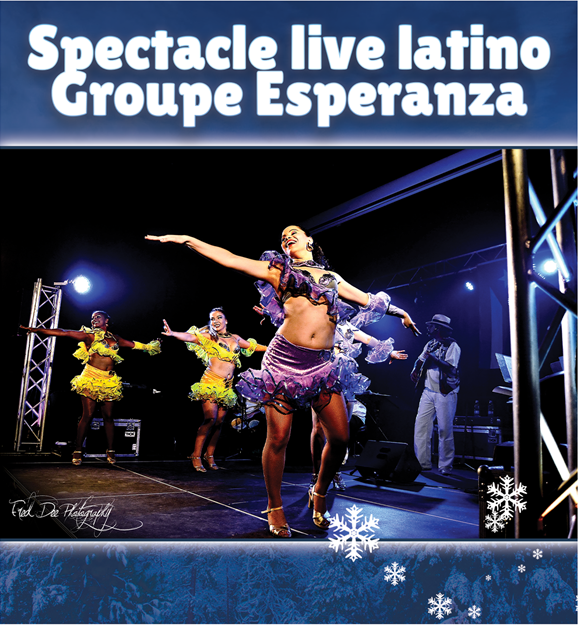 Spectacle live latino
Groupe Esperanza
Fred Dee Photography